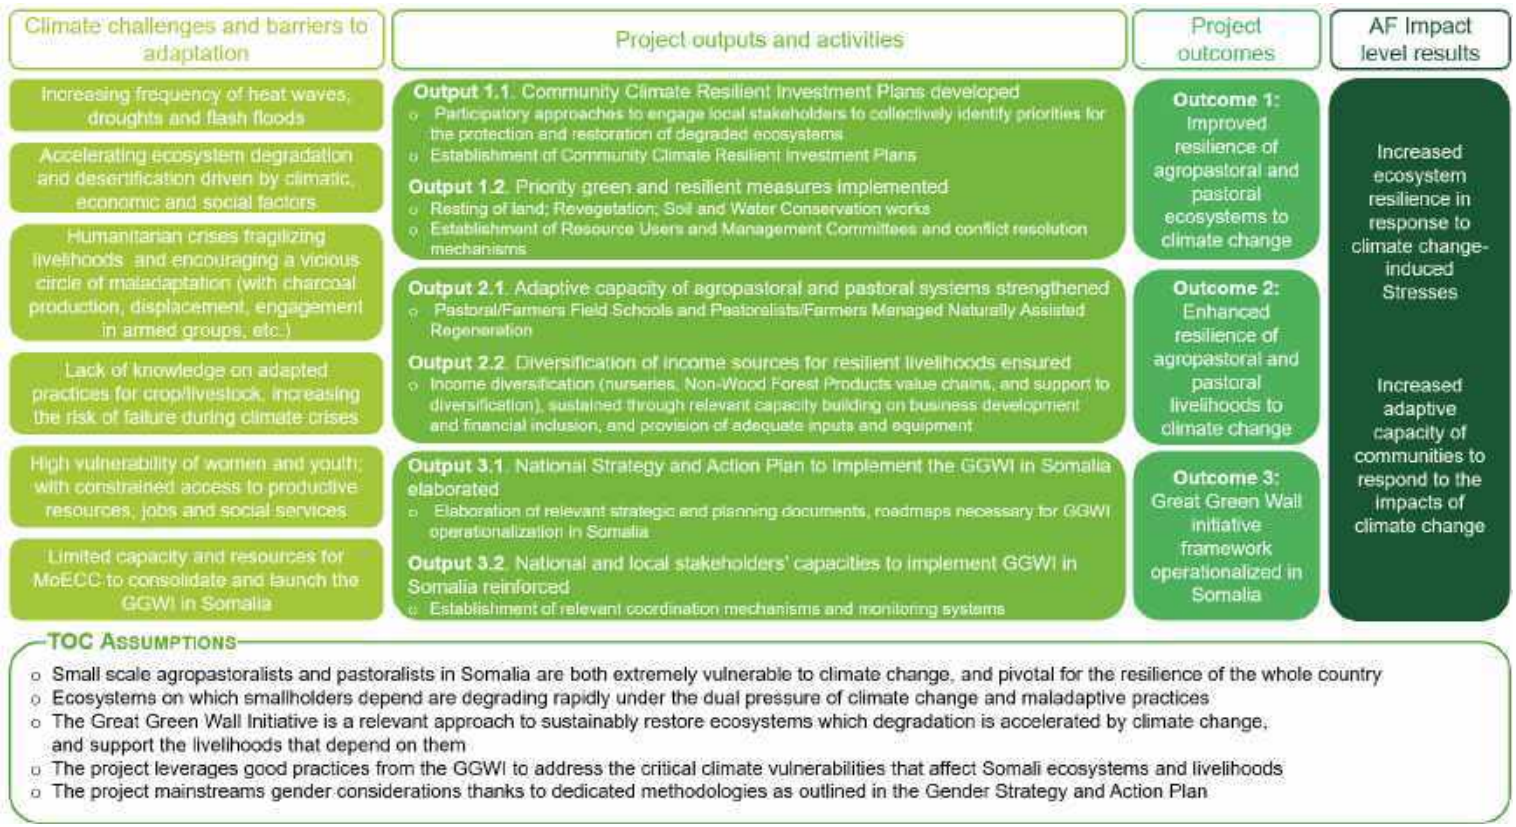 Climate challenges and barriers to
adaptation
Increasing frequency of heat waves,
droughts and flash floods
Accelerating ecosystem degradation
and desertification driven by climatic,
economic and social factors
Humanitarian crises fragilizing
livelihoods and encouraging a vicious
circle of maladaptation (with charcoal
production, displacement, engagement
in armed groups, etc.)
Lack of knowledge on adapted
practices for crop/livestock, increasing
the risk of failure during climate crises
High vulnerability of women and youth;
with constrained access to productive
resources, jobs and social services
Limited capacity and resources for
MoECC to consolidate and launch the
GGWI in Somalia
Project outputs and activities
Output 1.1. Community Climate Resilient Investment Plans developed
o Participatory approaches to engage local stakeholders to collectively identify priorities for
the protection and restoration of degraded ecosystems
o Establishment of Community Climate Resilient Investment Plans
Output 1.2. Priority green and resilient measures implemented
o Resting of land; Revegetation; Soil and Water Conservation works
o Establishment of Resource Users and Management Committees and conflict resolution
mechanisms
Output 2.1. Adaptive capacity of agropastoral and pastoral systems strengthened
o Pastoral/Farmers Field Schools and Pastoralists/Farmers Managed Naturally Assisted
Regeneration
Output 2.2. Diversification of income sources for resilient livelihoods ensured
o Income diversification (nurseries, Non-Wood Forest Products value chains, and support to
diversification), sustained through relevant capacity building on business development
and financial inclusion, and provision of adequate inputs and equipment
Output 3.1. National Strategy and Action Plan to implement the GGWI in Somalia
elaborated
o Elaboration of relevant strategic and planning documents, roadmaps necessary for GGWI
operationalization in Somalia
Output 3.2. National and local stakeholders' capacities to implement GGWI in
Somalia reinforced
o Establishment of relevant coordination mechanisms and monitoring systems
Project
outcomes
Outcome 1:
Improved
resilience of
agropastoral and
pastoral
ecosystems to
climate change
Outcome 2:
Enhanced
resilience of
agropastoral and
pastoral
livelihoods to
climate change
Outcome 3:
Great Green Wall
initiative
framework
operationalized in
Somalia
AF Impact
level results
Increased
ecosystem
resilience in
response to
climate change-
induced
Stresses
Increased
adaptive
capacity of
communities to
respond to the
impacts of
climate change
TOC ASSUMPTIONS
o Small scale agropastoralists and pastoralists in Somalia are both extremely vulnerable to climate change, and pivotal for the resilience of the whole country
o Ecosystems on which smallholders depend are degrading rapidly under the dual pressure of climate change and maladaptive practices
o The Great Green Wall Initiative is a relevant approach to sustainably restore ecosystems which degradation is accelerated by climate change,
and support the livelihoods that depend on them
o The project leverages good practices from the GGWI to address the critical climate vulnerabilities that affect Somali ecosystems and livelihoods
o The project mainstreams gender considerations thanks to dedicated methodologies as outlined in the Gender Strategy and Action Plan